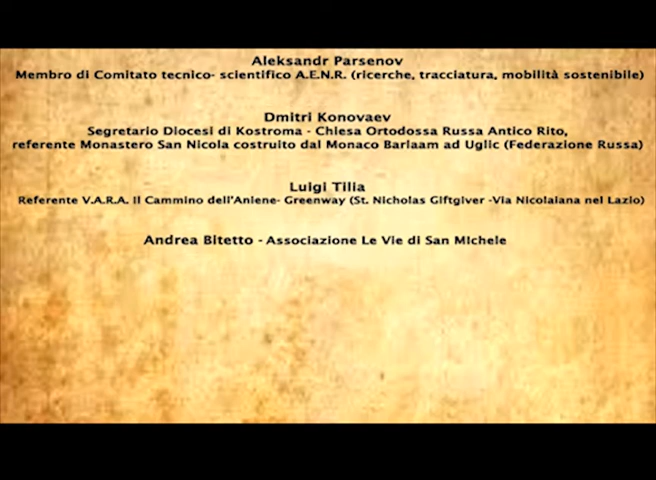 Aleksandr Parsenov
Membro di Comitato tecnico- scientifico A.E.N.R. (ricerche, tracciatura, mobilità sostenibile)
Dmitri Konovaev
Segretario Diocesi di Kostroma - Chiesa Ortodossa Russa Antico Rito,
referente Monastero San Nicola costruito dal Monaco Barlaam ad Uglic (Federazione Russa)
Luigi Tilia
Referente V.A.R.A. Il Cammino dell'Aniene- Greenway (St. Nicholas Giftgiver -Via Nicolaiana nel Lazio)
Andrea Bitetto - Associazione Le Vie di San Michele